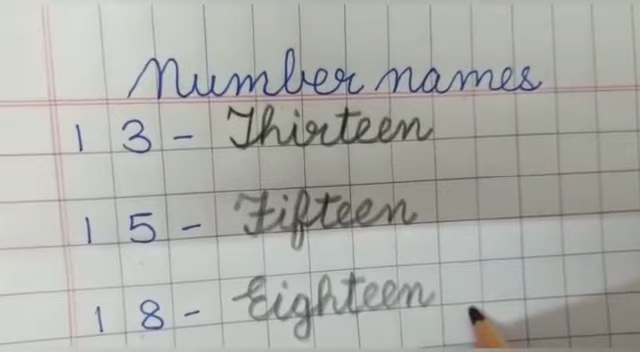 Number names
13 - Thirteen
15 - Fifteen
18 - Eighteen